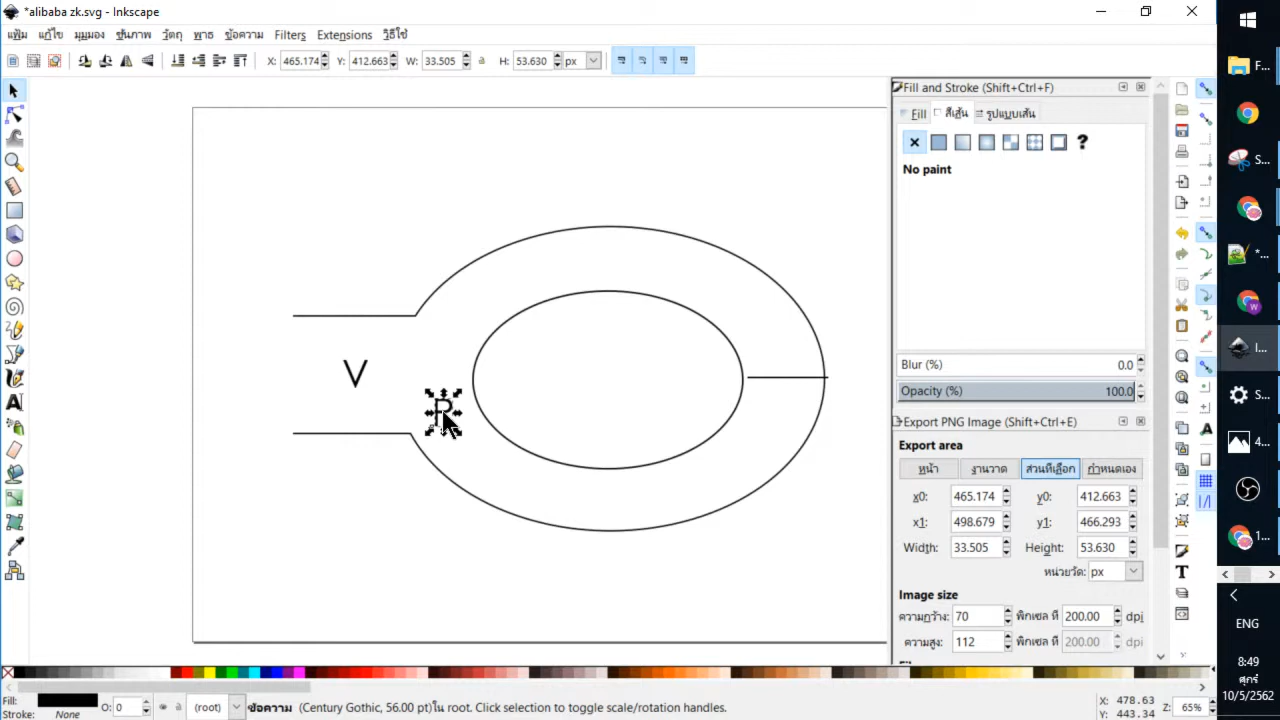 *alibaba zk.svg - Inkscape
แฟ้ม แก้ไข มุมมอง ชั้นภาพ วัตถุ พาธ ข้อความ Filters Extensions วิธีใช้
X: 465.174 Y: 412.663 W: 33.505 H: 53.630 px
Fill and Stroke (Shift+Ctrl+F)
Fill สีเส้น รูปแบบเส้น
?
No paint
Blur (%) 0.0
Opacity (%) 100.0
Export PNG Image (Shift+Ctrl+E)
Export area
หน้า งานวาด ส่วนที่เลือก กำหนดเอง
x0: 465.174 y0: 412.663
x1: 498.679 y1: 466.293
Width: 33.505 Height: 53.630
หน่วยวัด: px
Image size
ความกว้าง: 70 พิกเซล ที่ 200.00 dpi
ความสูง: 112 พิกเซล ที่ 200.00 dpi
V
R
Fill:
Stroke: None
O: 0
(root)
ข้อความ (Century Gothic, 56.00 pt)ใน root. Click selection to toggle scale/rotation handles.
X: 478.63
Y: 443.34
Z: 65%
F...
S...
*...
I...
S...
4...
1...
ENG
8:49
ศุกร์
10/5/2562